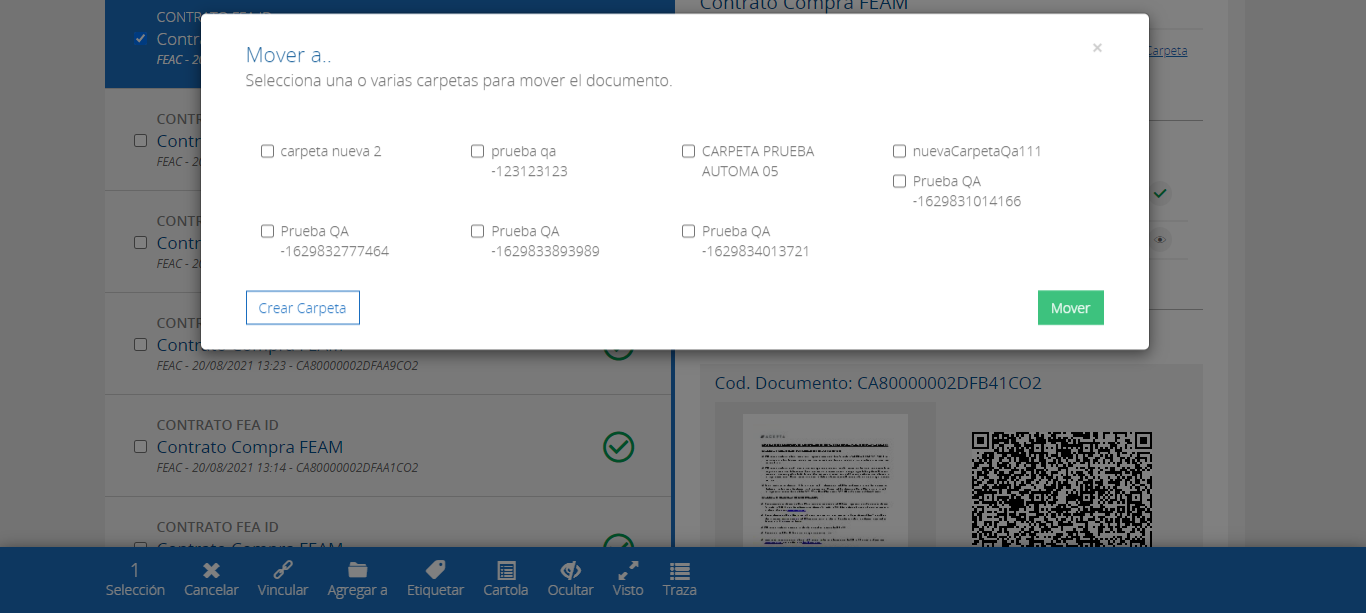 CONTRATO FEA ID
Contr
FEAC - 20
Contrato Compra FEAM
Carpeta
Mover a..
×
Selecciona una o varias carpetas para mover el documento.
carpeta nueva 2
prueba qa
-123123123
CARPETA PRUEBA
AUTOMA 05
nuevaCarpetaQa111
Prueba QA
-1629831014166
Prueba QA
-1629832777464
Prueba QA
-1629833893989
Prueba QA
-1629834013721
Crear Carpeta
Mover
CONTR
Contr
FEAC - 20
CONTR
Contr
FEAC - 20
CONTR
Contrato Compra FEAM
FEAC - 20/08/2021 13:23 - CA80000002DFAA9CO2
CONTRATO FEA ID
Contrato Compra FEAM
FEAC - 20/08/2021 13:14 - CA80000002DFAA1CO2
CONTRATO FEA ID
Contrato Compra FEAM
Cod. Documento: CA80000002DFB41CO2
1
Selección
Cancelar
Vincular
Agregar a
Etiquetar
Cartola
Ocultar
Visto
Traza